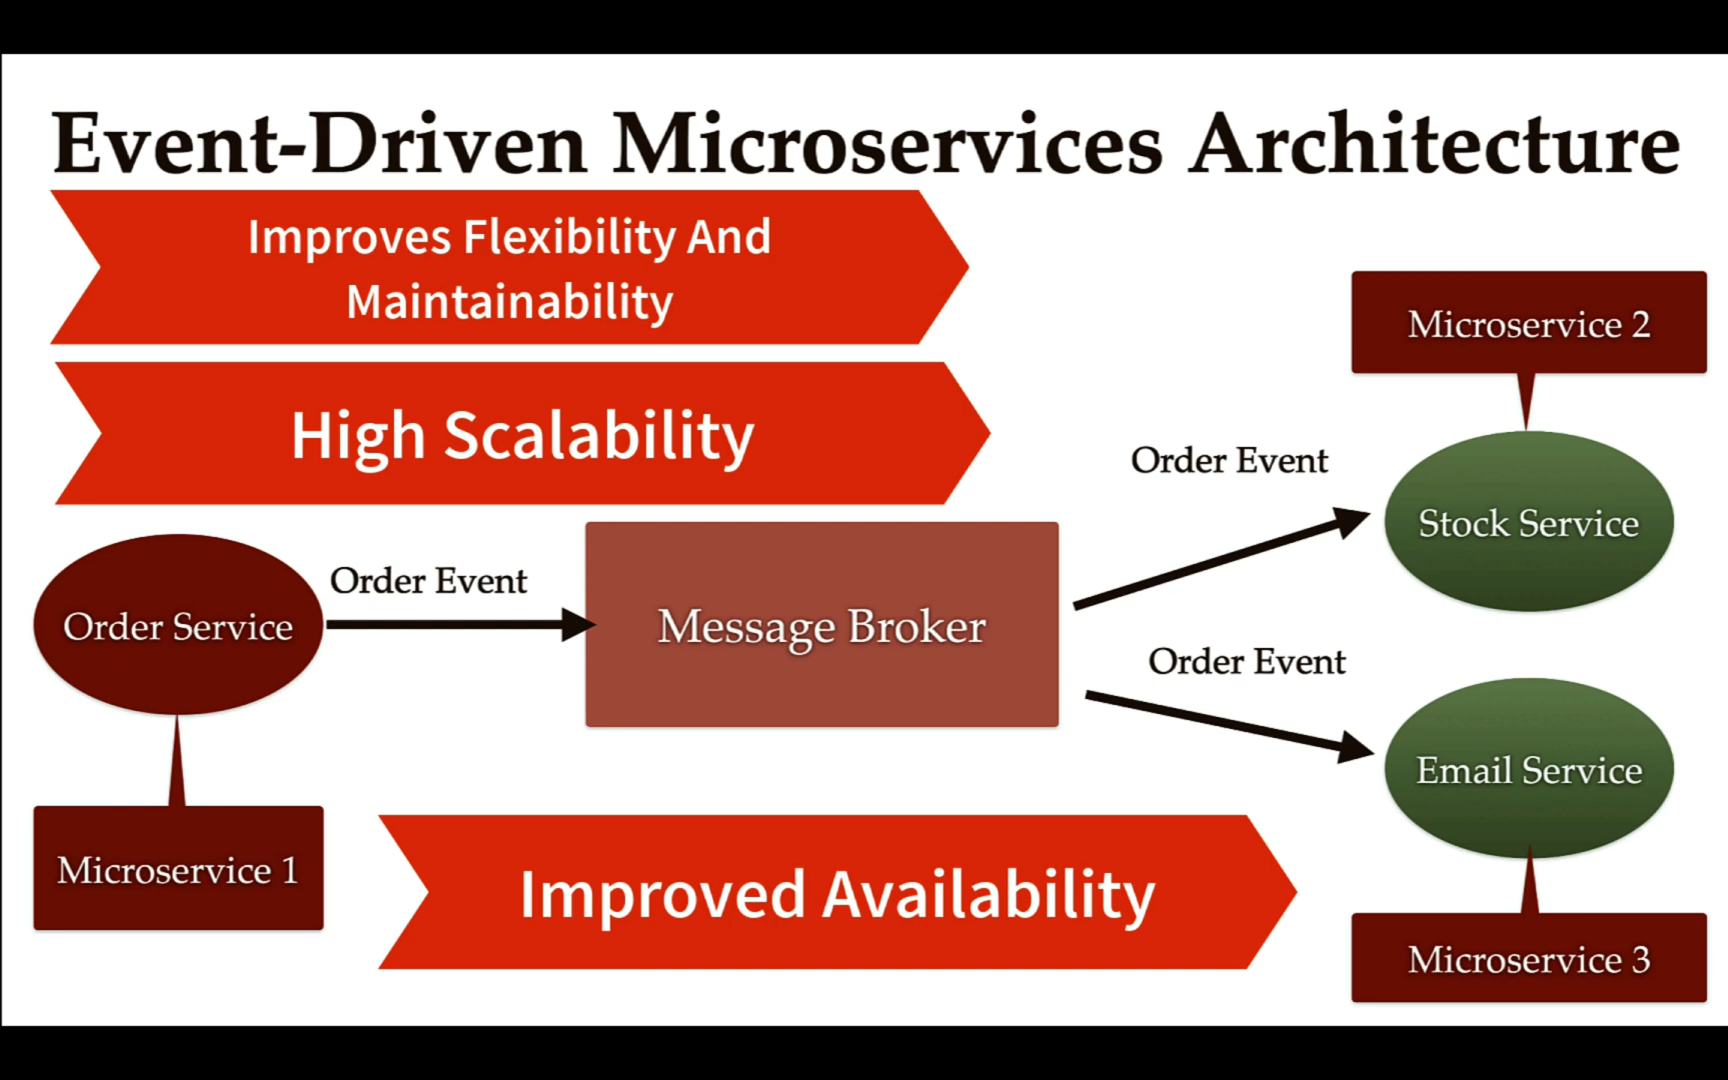 Event-Driven Microservices Architecture
Improves Flexibility And
Maintainability
High Scalability
Microservice 2
Order Event
Stock Service
Order Service
Order Event
Message Broker
Order Event
Email Service
Microservice 1
Improved Availability
Microservice 3